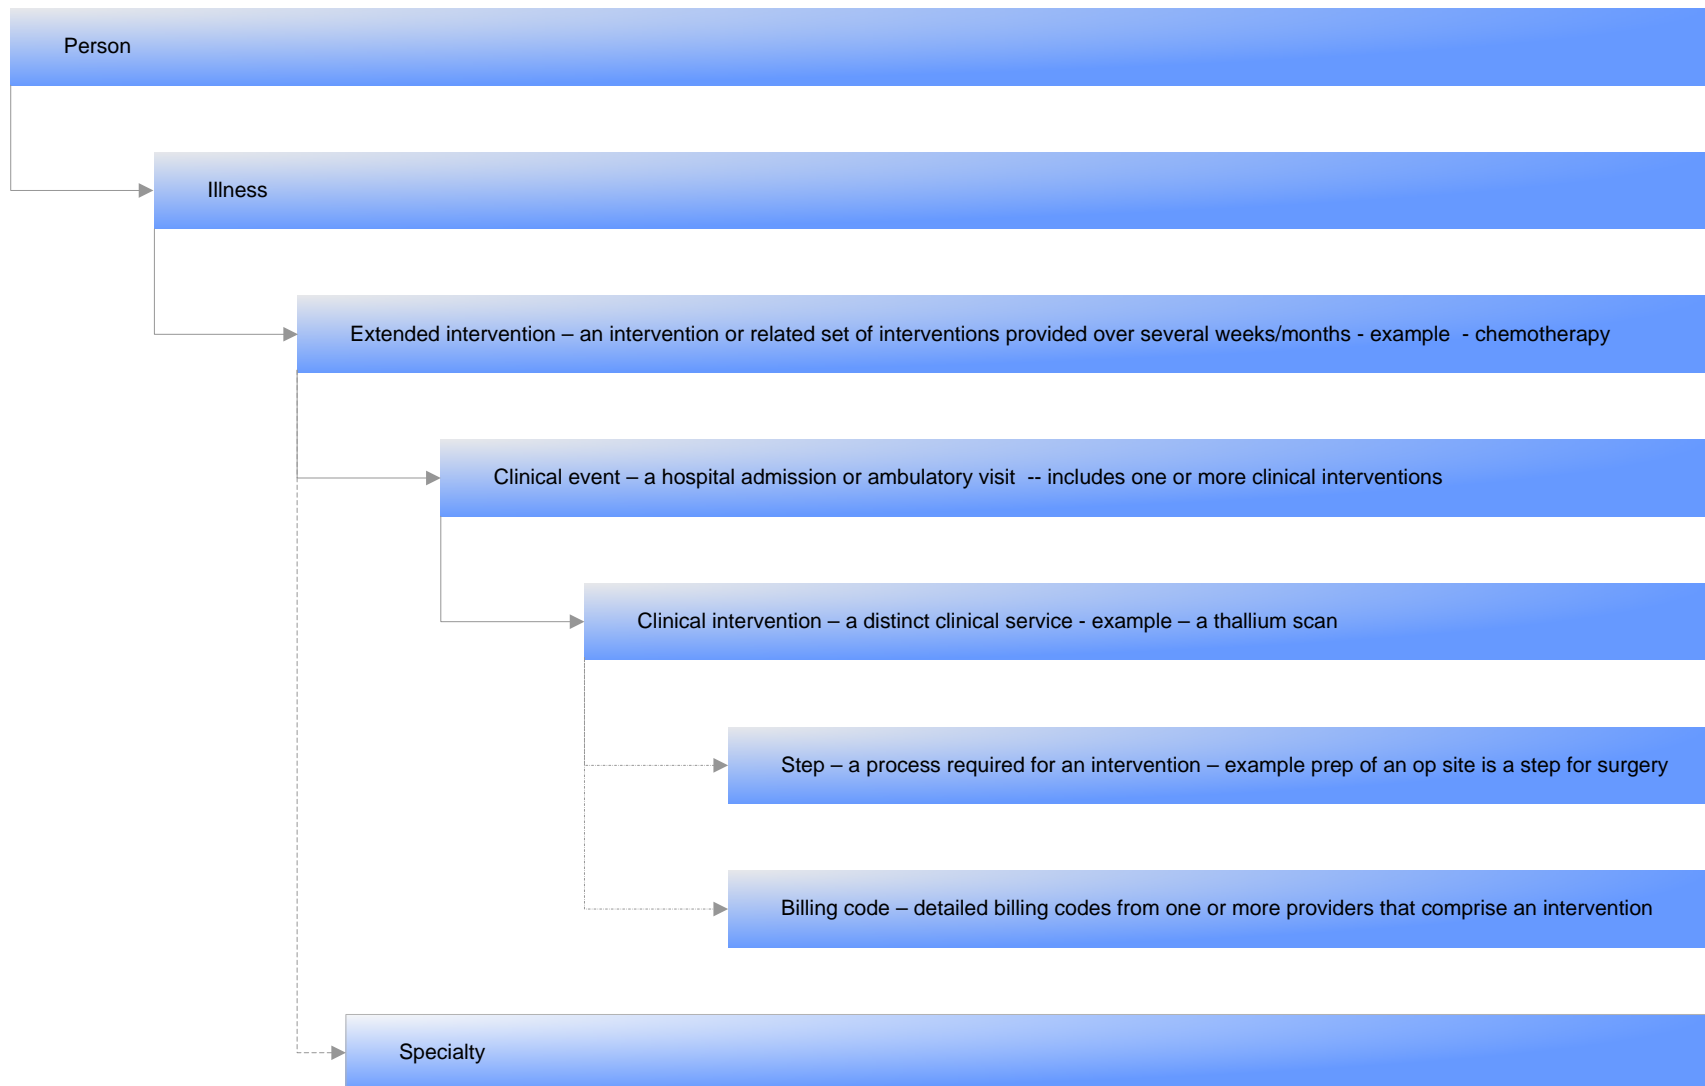 Person
Illness
Extended intervention – an intervention or related set of interventions provided over several weeks/months - example  - chemotherapy
Clinical event – a hospital admission or ambulatory visit  -- includes one or more clinical interventions
Clinical intervention – a distinct clinical service - example – a thallium scan
Step – a process required for an intervention – example prep of an op site is a step for surgery
Billing code – detailed billing codes from one or more providers that comprise an intervention
Specialty